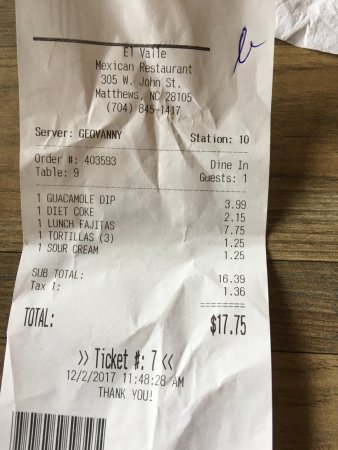 El Valle
Mexican Restaurant
305 W. John St.
Matthews, NC 28105
(704) 845-1417
Server: GEOVANNY Station: 10
Order #: 403593 Dine In
Table: 9 Guests: 1
1 GUACAMOLE DIP 3.99
1 DIET COKE 2.15
1 LUNCH FAJITAS 7.75
1 TORTILLAS (3) 1.25
1 SOUR CREAM 1.25
SUB TOTAL: 16.39
Tax 1: 1.36
======
TOTAL: $17.75
>> Ticket #: 7 <<
12/2/2017 11:48:28 AM
THANK YOU!